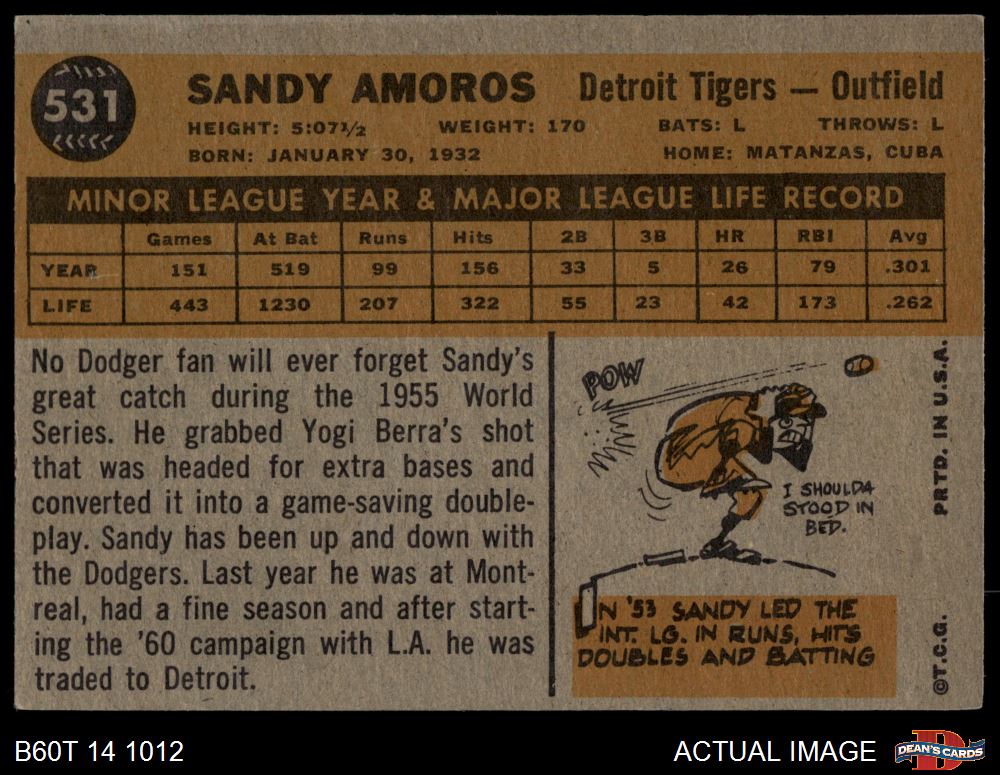 531
SANDY AMOROS Detroit Tigers — Outfield
HEIGHT: 5:07½ WEIGHT: 170 BATS: L THROWS: L
BORN: JANUARY 30, 1932 HOME: MATANZAS, CUBA
MINOR LEAGUE YEAR & MAJOR LEAGUE LIFE RECORD
Games At Bat Runs Hits 2B 3B HR RBI Avg
YEAR 151 519 99 156 33 5 26 79 .301
LIFE 443 1230 207 322 55 23 42 173 .262
No Dodger fan will ever forget Sandy's
great catch during the 1955 World
Series. He grabbed Yogi Berra's shot
that was headed for extra bases and
converted it into a game-saving double-
play. Sandy has been up and down with
the Dodgers. Last year he was at Mont-
real, had a fine season and after start-
ing the '60 campaign with L.A. he was
traded to Detroit.
POW
I SHOULDA
STOOD IN
BED.
IN '53 SANDY LED THE
INT. LG. IN RUNS, HITS
DOUBLES AND BATTING
©T.C.G. PRTD. IN U.S.A.
B60T 14 1012 ACTUAL IMAGE DEAN'S CARDS